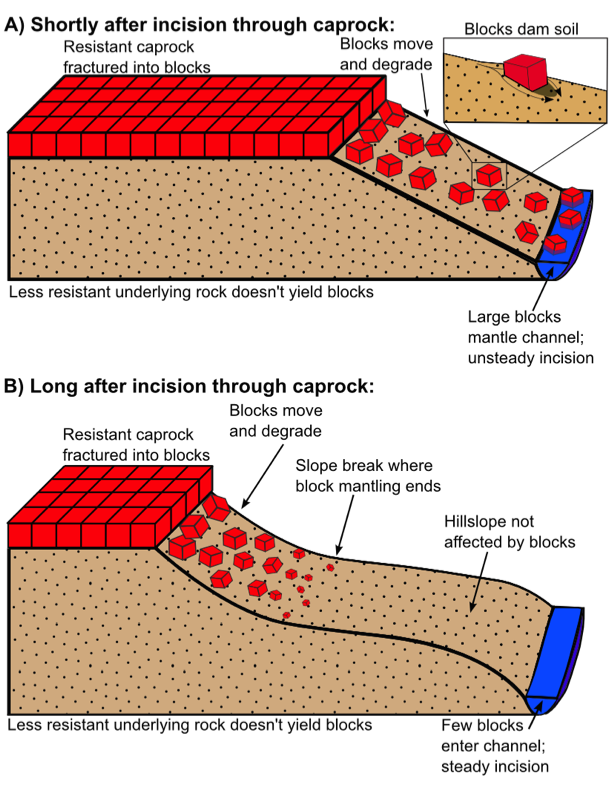 A) Shortly after incision through caprock:
Blocks dam soil
Resistant caprock
fractured into blocks
Blocks move
and degrade
Less resistant underlying rock doesn't yield blocks
Large blocks
mantle channel;
unsteady incision
B) Long after incision through caprock:
Blocks move
and degrade
Resistant caprock
fractured into blocks
Slope break where
block mantling ends
Hillslope not
affected by blocks
Less resistant underlying rock doesn't yield blocks
Few blocks
enter channel;
steady incision